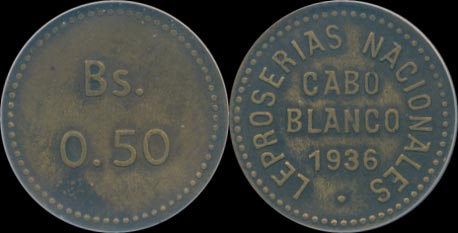 Bs.
0.50
LEPROSERIAS NACIONALES
CABO
BLANCO
1936